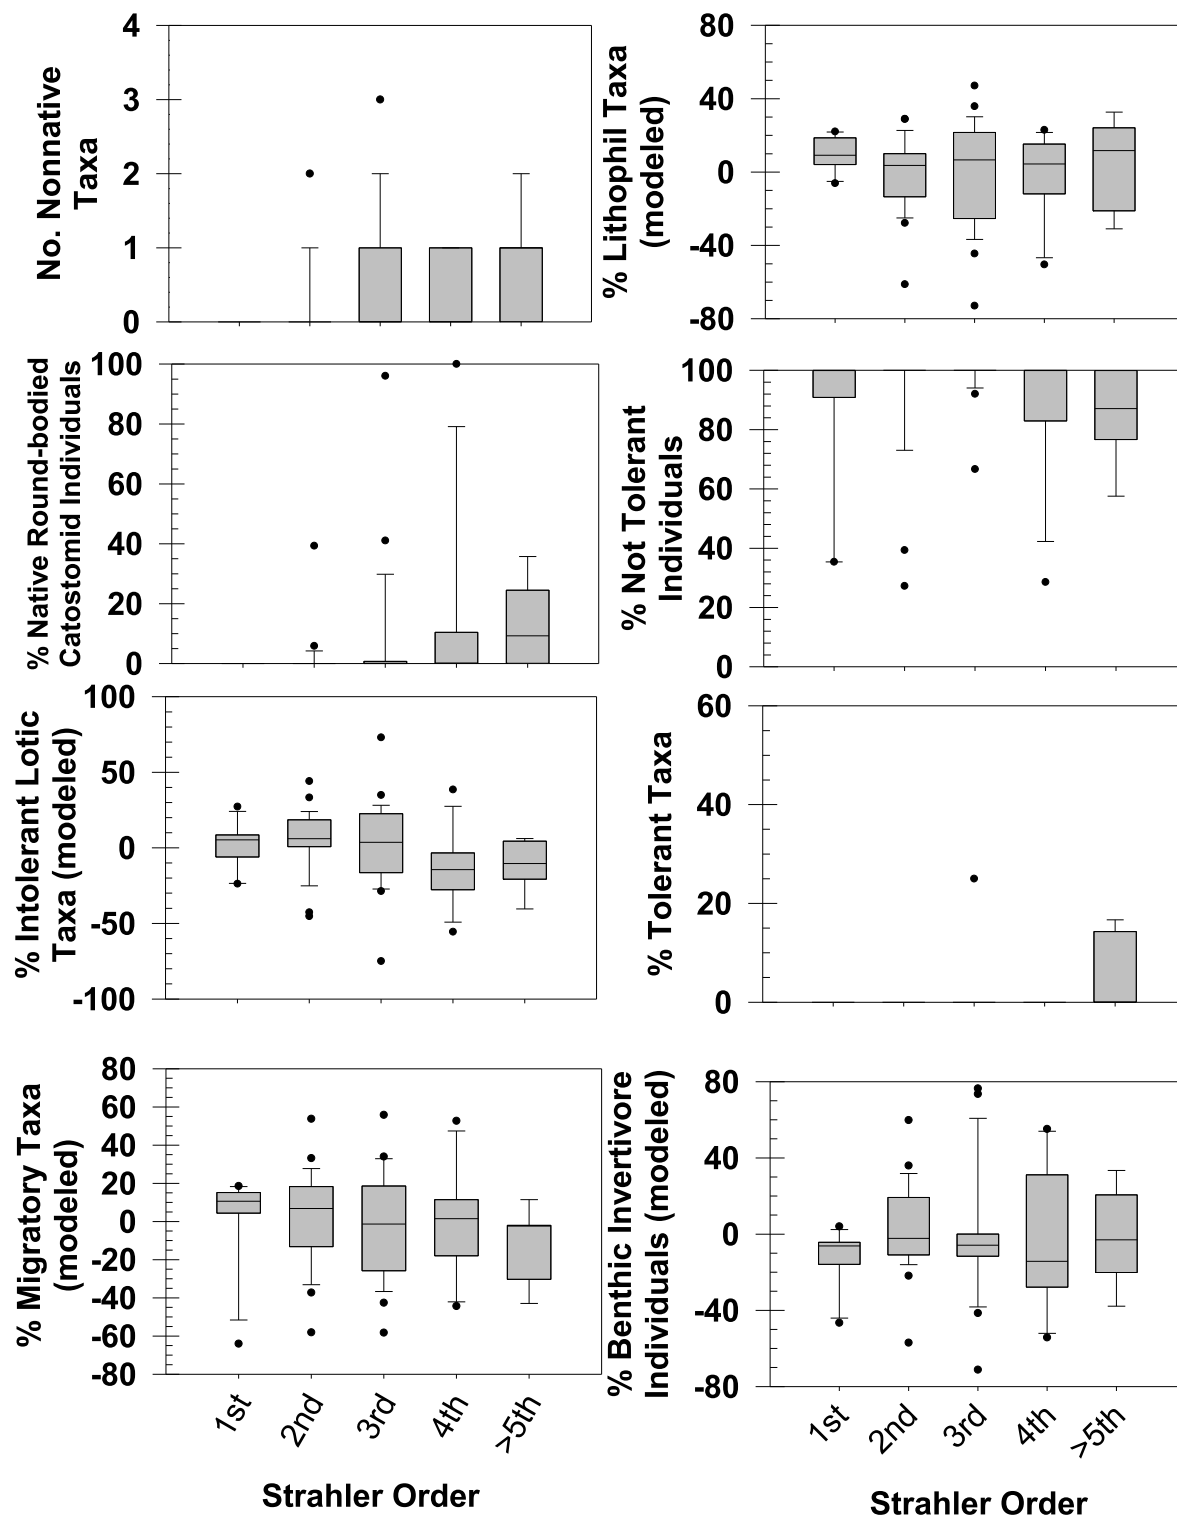 No. Nonnative
Taxa
4
3
2
1
0
% Lithophil Taxa
(modeled)
80
40
0
-40
-80
% Native Round-bodied
Catostomid Individuals
100
80
60
40
20
0
% Not Tolerant
Individuals
100
80
60
40
20
0
% Intolerant Lotic
Taxa (modeled)
100
50
0
-50
-100
% Tolerant Taxa
60
40
20
0
% Migratory Taxa
(modeled)
80
60
40
20
0
-20
-40
-60
-80
1st
2nd
3rd
4th
>5th
Strahler Order
% Benthic Invertivore
Individuals (modeled)
80
40
0
-40
-80
1st
2nd
3rd
4th
>5th
Strahler Order